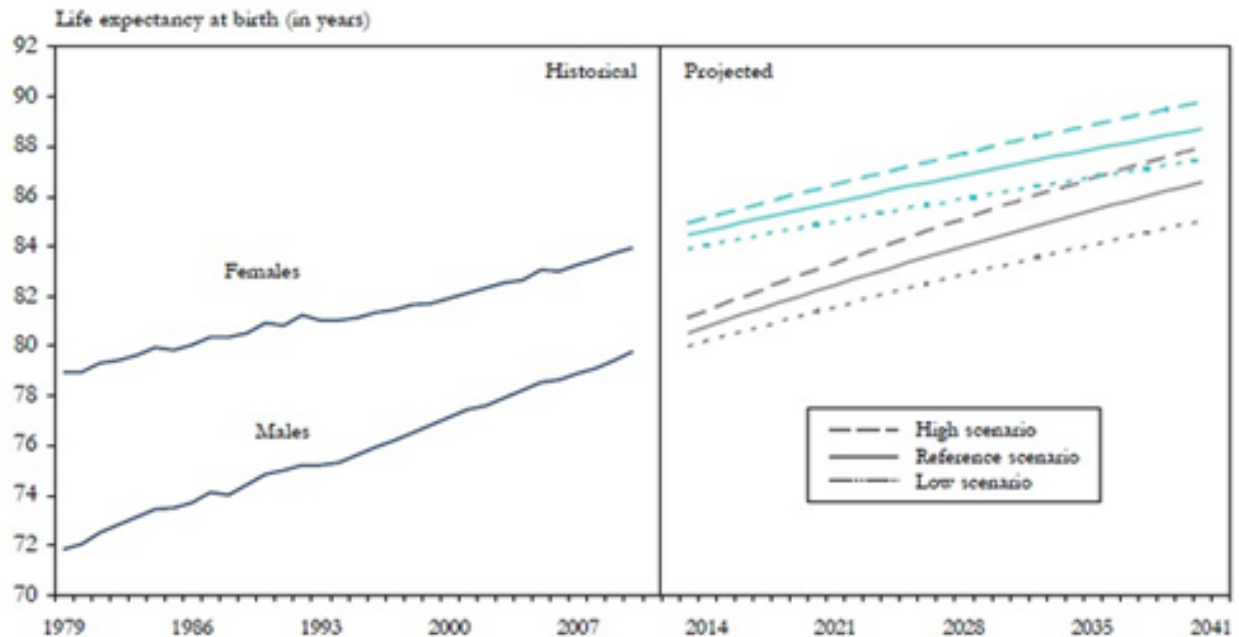 Life expectancy at birth (in years)
92
90
88
86
84
82
80
78
76
74
72
70
Historical
Projected
Females
Males
High scenario
Reference scenario
Low scenario
1979 1986 1993 2000 2007 2014 2021 2028 2035 2041